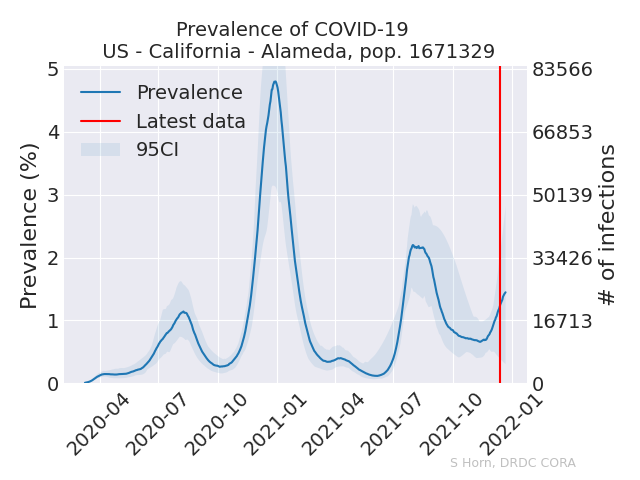 Prevalence of COVID-19
US - California - Alameda, pop. 1671329
Prevalence
Latest data
95CI
Prevalence (%)
5
4
3
2
1
0
83566
66853
50139
33426
16713
0
# of infections
2020-04
2020-07
2020-10
2021-01
2021-04
2021-07
2021-10
2022-01
S Horn, DRDC CORA